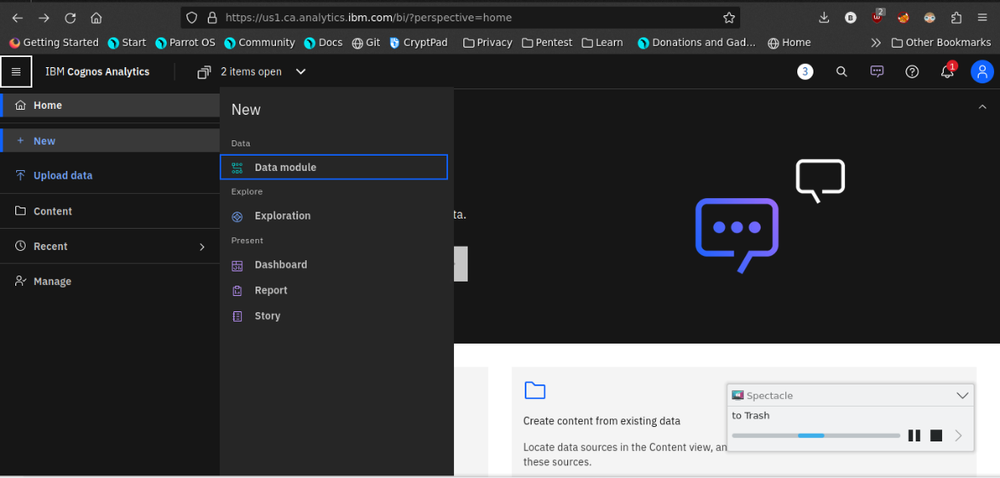 https://us1.ca.analytics.ibm.com/bi/?perspective=home
2
Getting Started Start Parrot OS Community Docs Git CryptPad Privacy Pentest Learn Donations and Gad... Home Other Bookmarks
IBM Cognos Analytics 2 items open 3 1
Home
New
Upload data
Content
Recent
Manage
New
Data
Data module
Explore
Exploration
Present
Dashboard
Report
Story
ta.
Create content from existing data
Locate data sources in the Content view, an
these sources.
Spectacle
to Trash